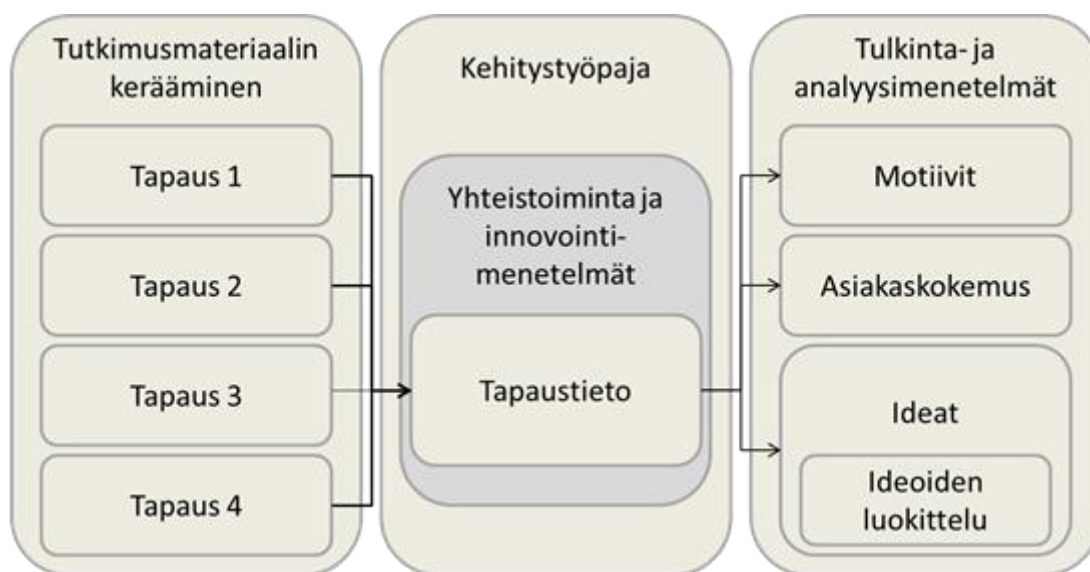 Tutkimusmateriaalin
kerääminen
Tapaus 1
Tapaus 2
Tapaus 3
Tapaus 4
Kehitystyöpaja
Yhteistoiminta ja
innovointi-
menetelmät
Tapaustieto
Tulkinta- ja
analyysimenetelmät
Motiivit
Asiakaskokemus
Ideat
Ideoiden
luokittelu